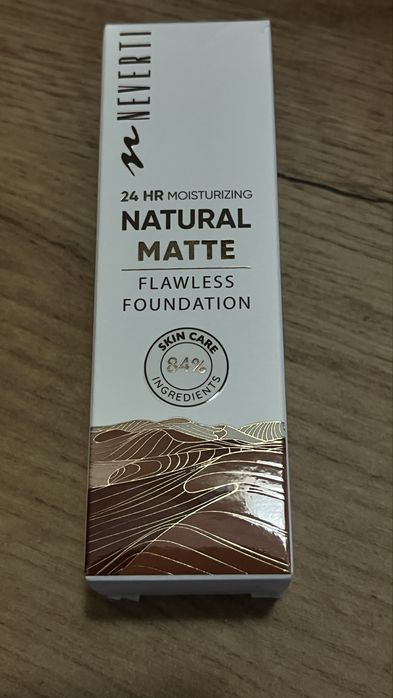 n NEVERTI
24 HR MOISTURIZING
NATURAL
MATTE
FLAWLESS
FOUNDATION
SKIN CARE
84%
INGREDIENTS